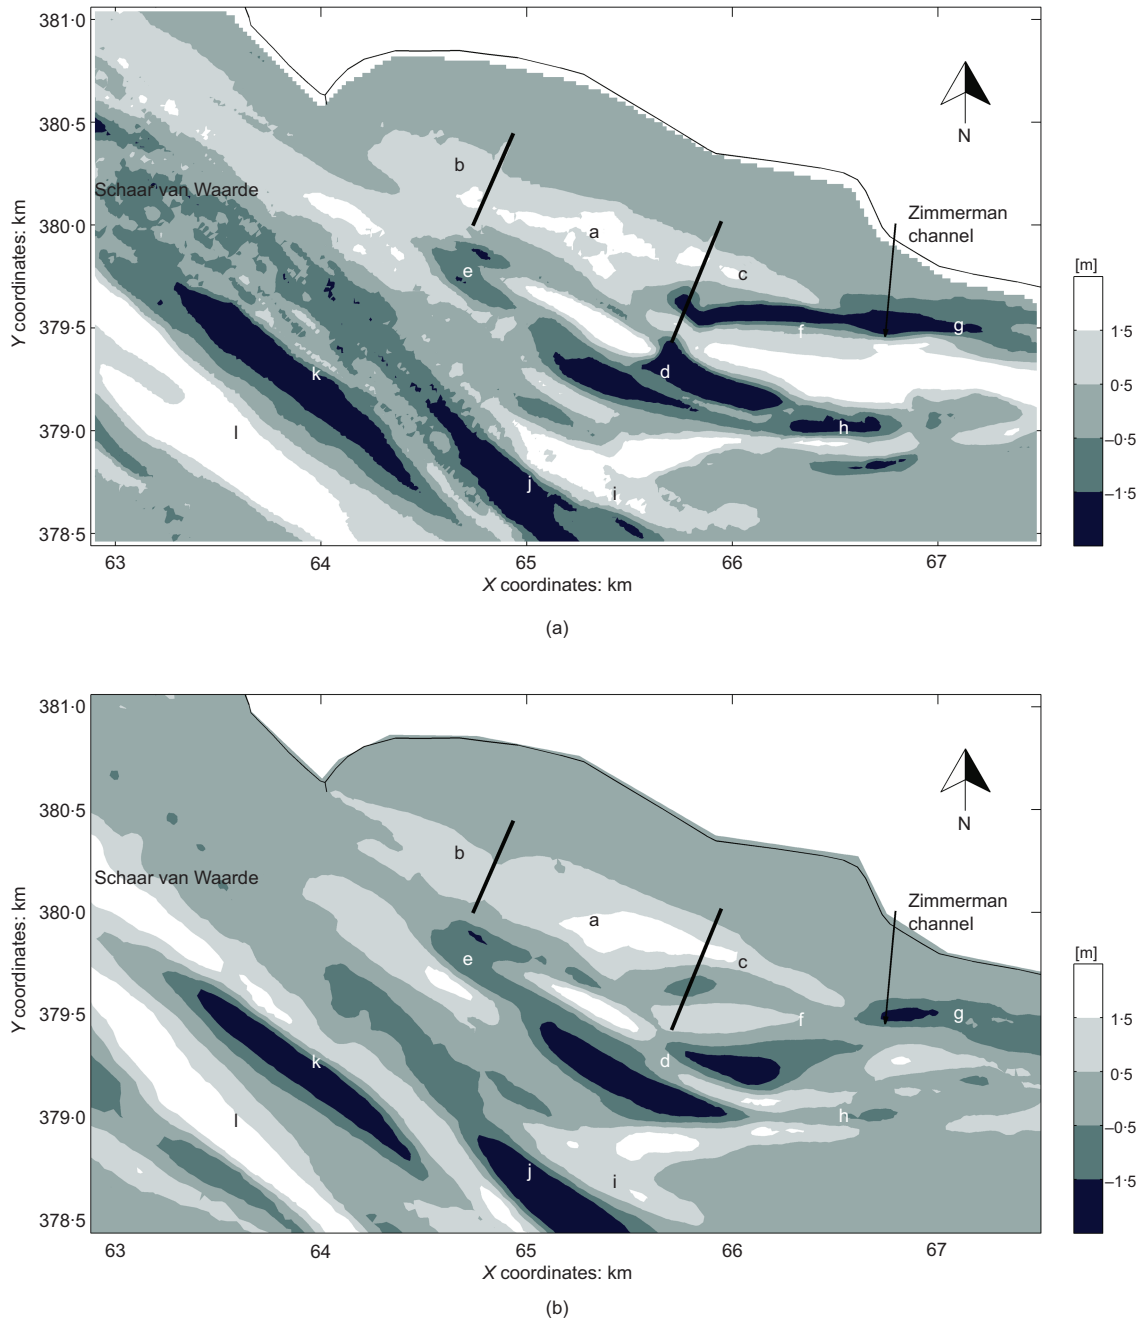 381·0
380·5
380·0
379·5
379·0
378·5
Y coordinates: km
63
64
65
66
67
X coordinates: km
Schaar van Waarde
Zimmerman
channel
N
a
b
c
d
e
f
g
h
i
j
k
l
[m]
1·5
0·5
–0·5
–1·5
(a)
381·0
380·5
380·0
379·5
379·0
378·5
Y coordinates: km
63
64
65
66
67
X coordinates: km
Schaar van Waarde
Zimmerman
channel
N
a
b
c
d
e
f
g
h
i
j
k
l
[m]
1·5
0·5
–0·5
–1·5
(b)